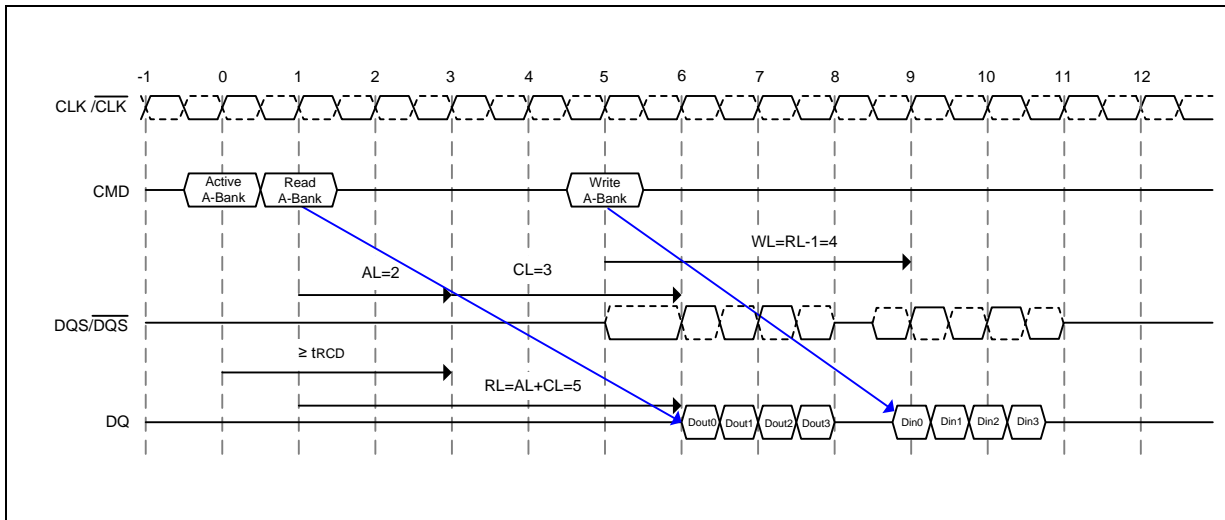 -1 0 1 2 3 4 5 6 7 8 9 10 11 12
CLK /CLK
CMD
Active
A-Bank
Read
A-Bank
Write
A-Bank
WL=RL-1=4
AL=2
CL=3
DQS/DQS
≥ tRCD
RL=AL+CL=5
DQ
Dout0
Dout1
Dout2
Dout3
Din0
Din1
Din2
Din3